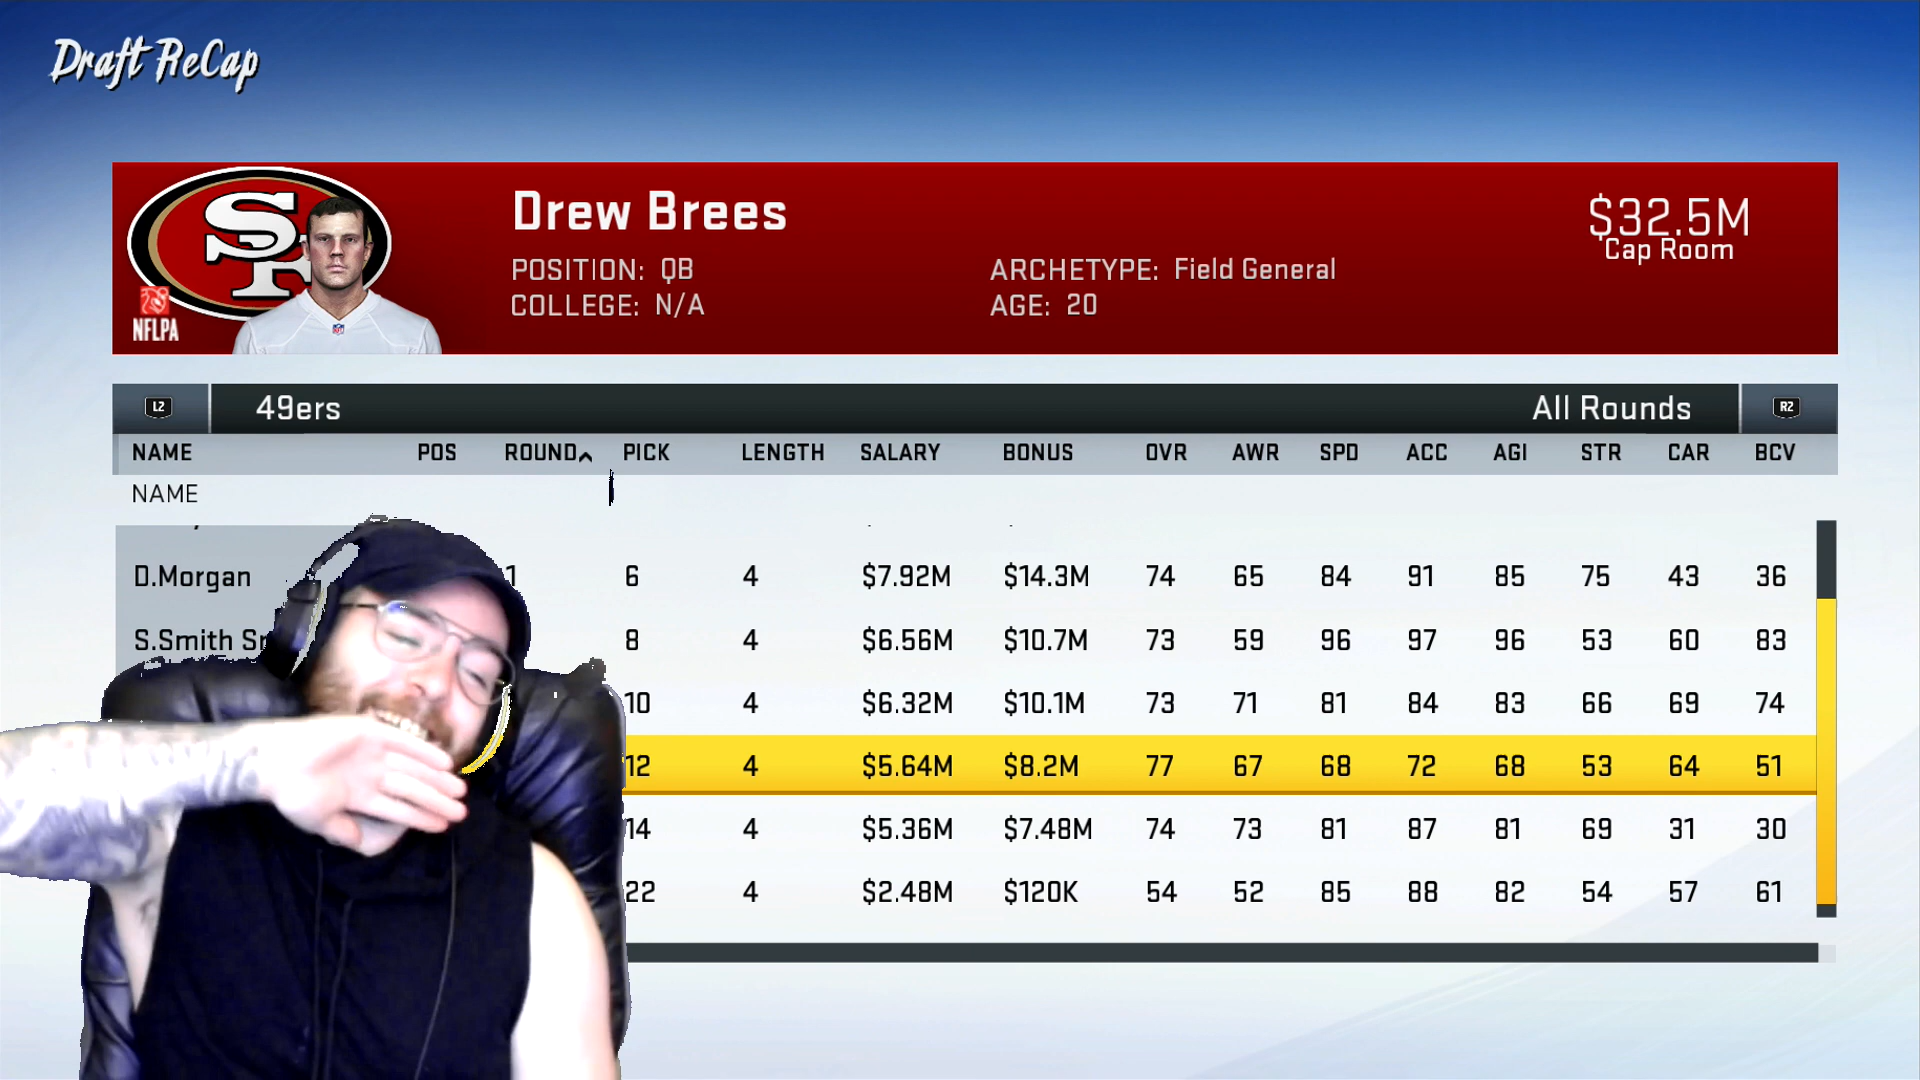 Draft ReCap
SF
NFLPA
Drew Brees
POSITION: QB
COLLEGE: N/A
ARCHETYPE: Field General
AGE: 20
$32.5M
Cap Room
L2 49ers All Rounds R2
NAME POS ROUND PICK LENGTH SALARY BONUS OVR AWR SPD ACC AGI STR CAR BCV
NAME
D.Morgan 1 6 4 $7.92M $14.3M 74 65 84 91 85 75 43 36
S.Smith Sr 8 4 $6.56M $10.7M 73 59 96 97 96 53 60 83
10 4 $6.32M $10.1M 73 71 81 84 83 66 69 74
12 4 $5.64M $8.2M 77 67 68 72 68 53 64 51
14 4 $5.36M $7.48M 74 73 81 87 81 69 31 30
22 4 $2.48M $120K 54 52 85 88 82 54 57 61